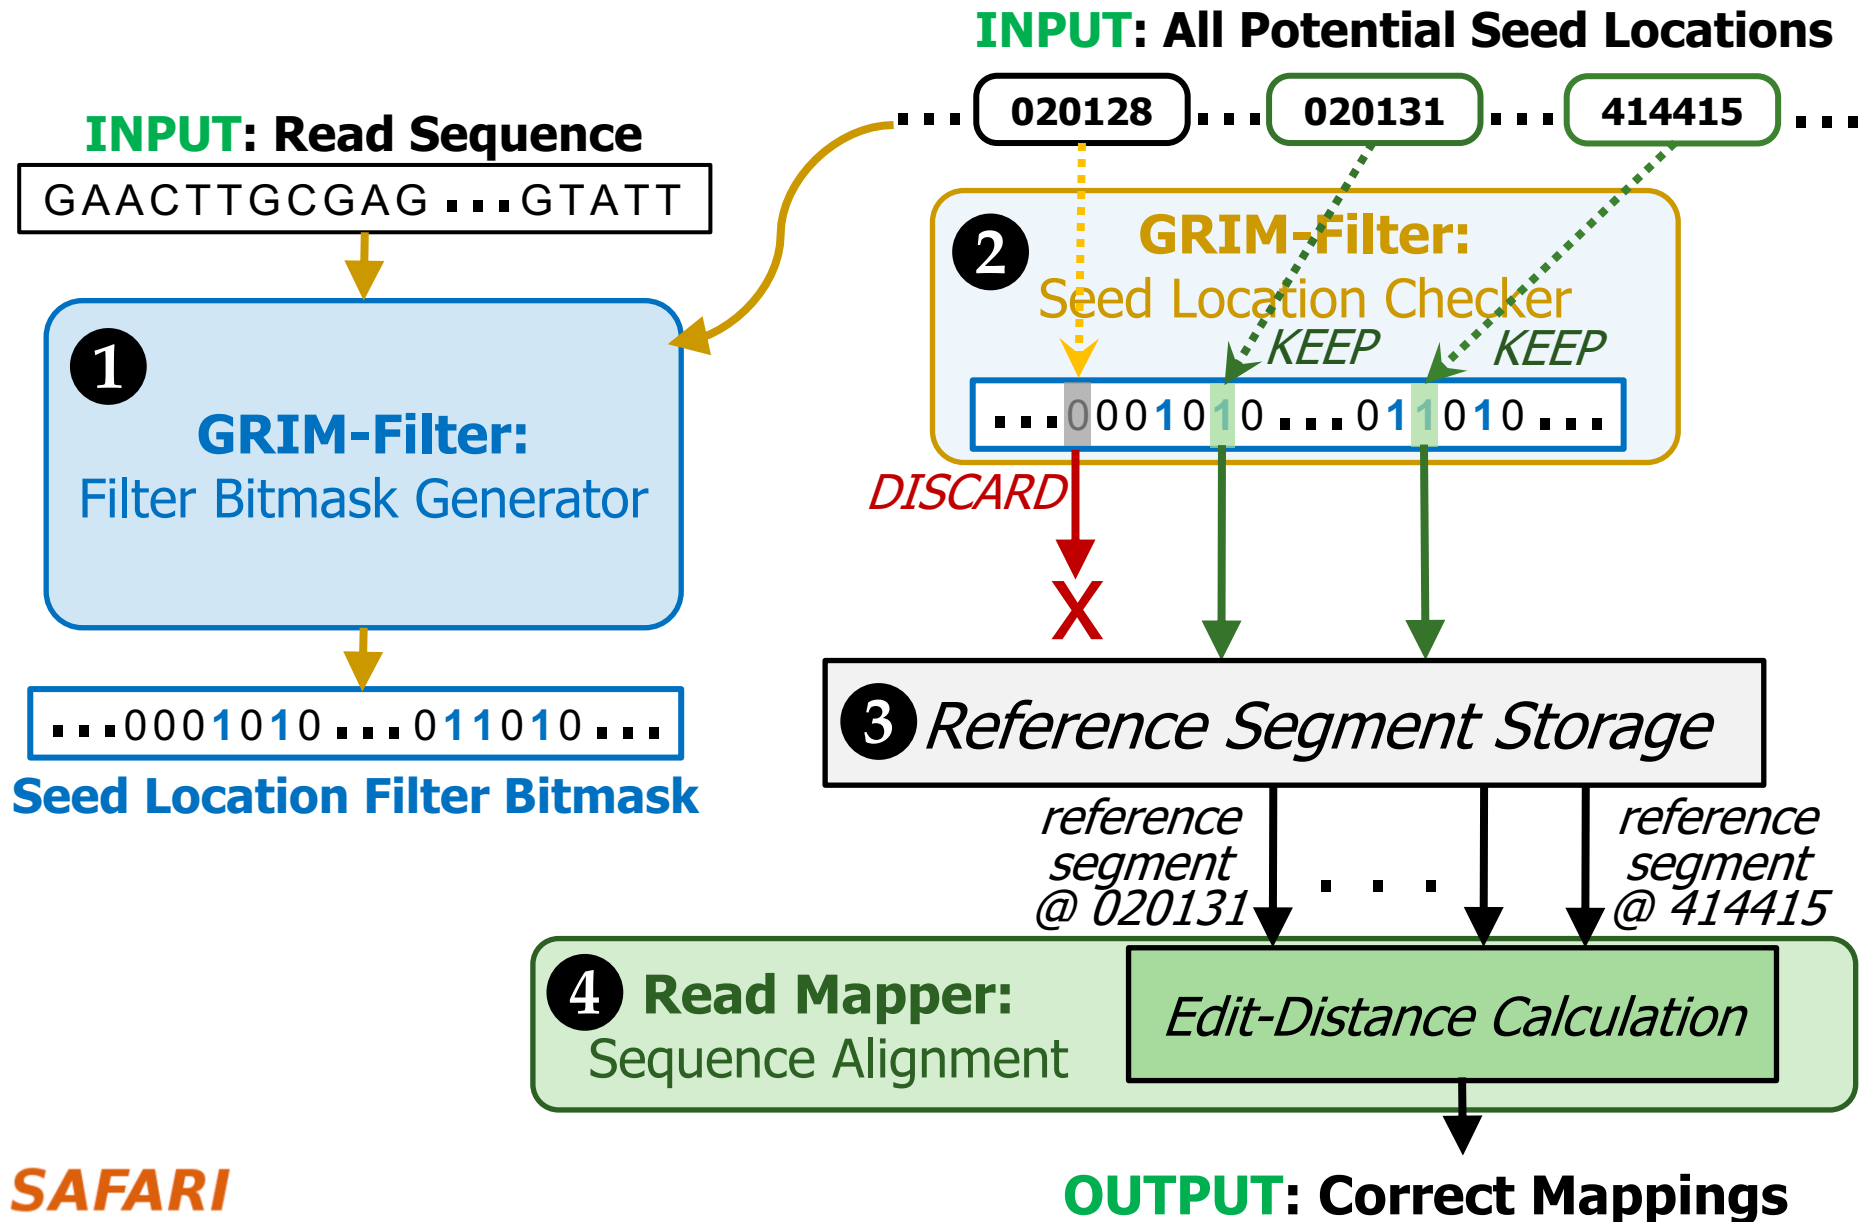 INPUT: All Potential Seed Locations
... 020128 ... 020131 ... 414415 ...
INPUT: Read Sequence
GAACTTGCGAG ... GTATT
1
GRIM-Filter:
Filter Bitmask Generator
...0001010...011010...
Seed Location Filter Bitmask
2
GRIM-Filter:
Seed Location Checker
KEEP KEEP
...0001010...011010...
DISCARD
X
3 Reference Segment Storage
reference
segment
@ 020131
. . .
reference
segment
@ 414415
4 Read Mapper:
Sequence Alignment
Edit-Distance Calculation
OUTPUT: Correct Mappings
SAFARI